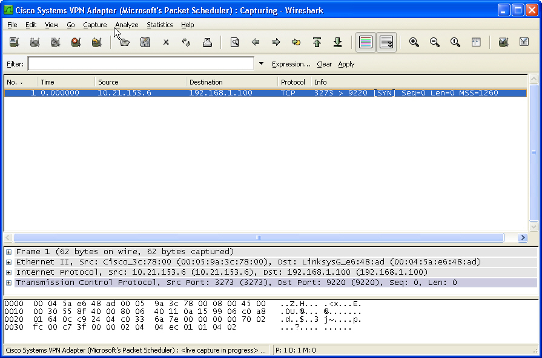 Cisco Systems VPN Adapter (Microsoft's Packet Scheduler) : Capturing - Wireshark
File Edit View Go Capture Analyze Statistics Help
Filter: Expression... Clear Apply
No. . Time Source Destination Protocol Info
1 0.000000 10.21.153.6 192.168.1.100 TCP 3273 > 9220 [SYN] Seq=0 Len=0 MSS=1260
Frame 1 (62 bytes on wire, 62 bytes captured)
Ethernet II, Src: Cisco_3c:78:00 (00:05:9a:3c:78:00), Dst: LinksysG_e6:48:ad (00:04:5a:e6:48:ad)
Internet Protocol, Src: 10.21.153.6 (10.21.153.6), Dst: 192.168.1.100 (192.168.1.100)
Transmission Control Protocol, Src Port: 3273 (3273), Dst Port: 9220 (9220), Seq: 0, Len: 0
0000 00 04 5a e6 48 ad 00 05 9a 3c 78 00 08 00 45 00 ..Z.H... .<x...E.
0010 00 30 55 8f 40 00 80 06 40 11 0a 15 99 06 c0 a8
0020 01 64 0c c9 24 04 c0 33 6a 7e 00 00 00 00 70 02 .d..$..3 j~....p.
0030 fc 00 c7 3f 00 00 02 04 04 ec 01 01 04 02 ...?.... ......
Cisco Systems VPN Adapter (Microsoft's Packet Scheduler) : <live capture in progress> ... P: 1 D: 1 M: 0